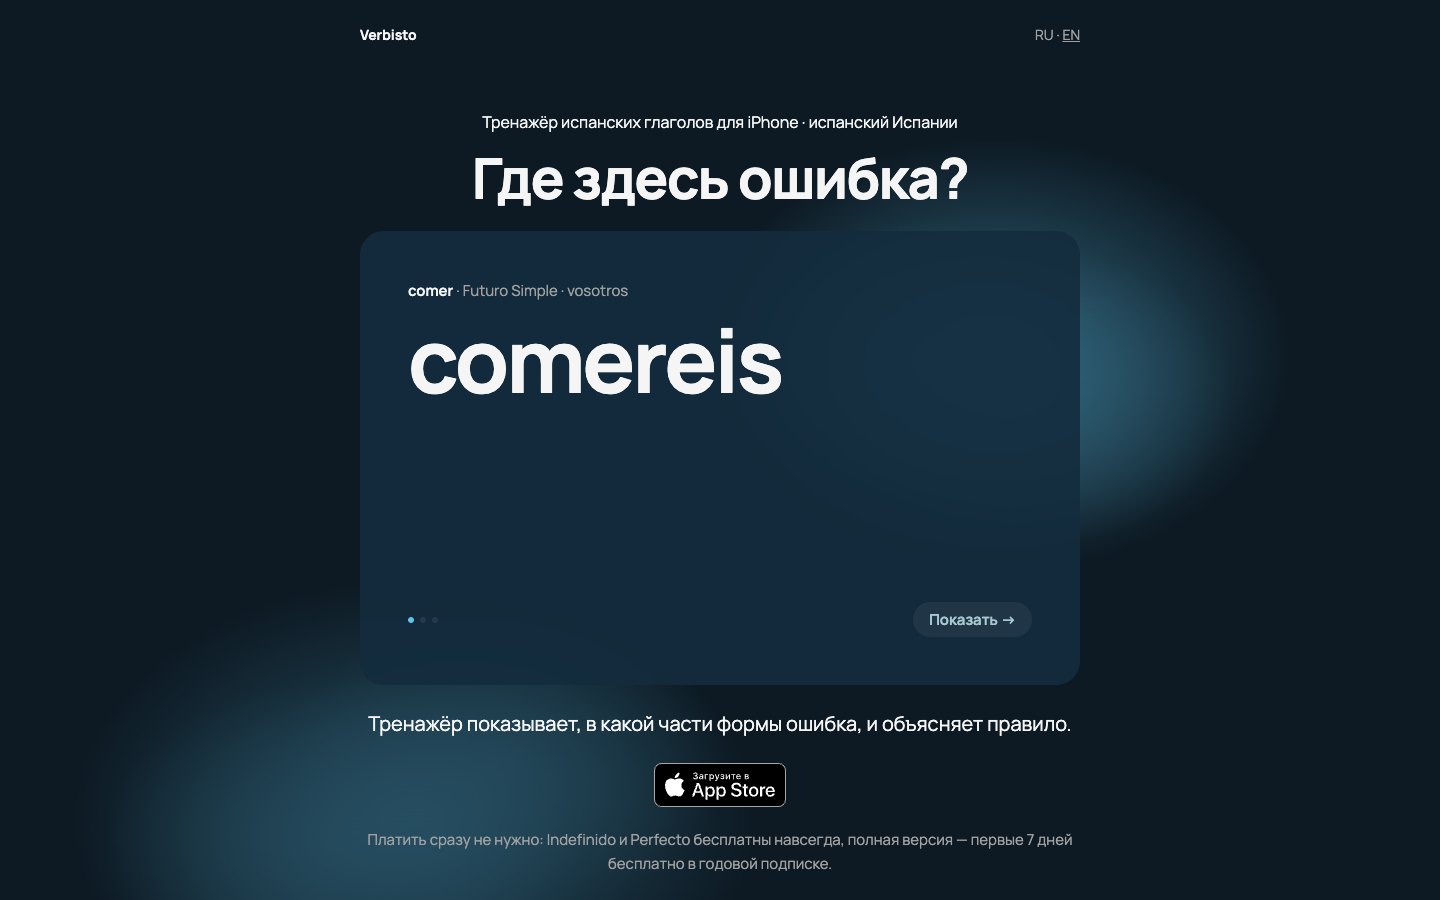 Verbisto
RU · EN
Тренажёр испанских глаголов для iPhone · испанский Испании
Где здесь ошибка?
comer · Futuro Simple · vosotros
comereis
Показать →
Тренажёр показывает, в какой части формы ошибка, и объясняет правило.
Загрузите в
App Store
Платить сразу не нужно: Indefinido и Perfecto бесплатны навсегда, полная версия — первые 7 дней
бесплатно в годовой подписке.